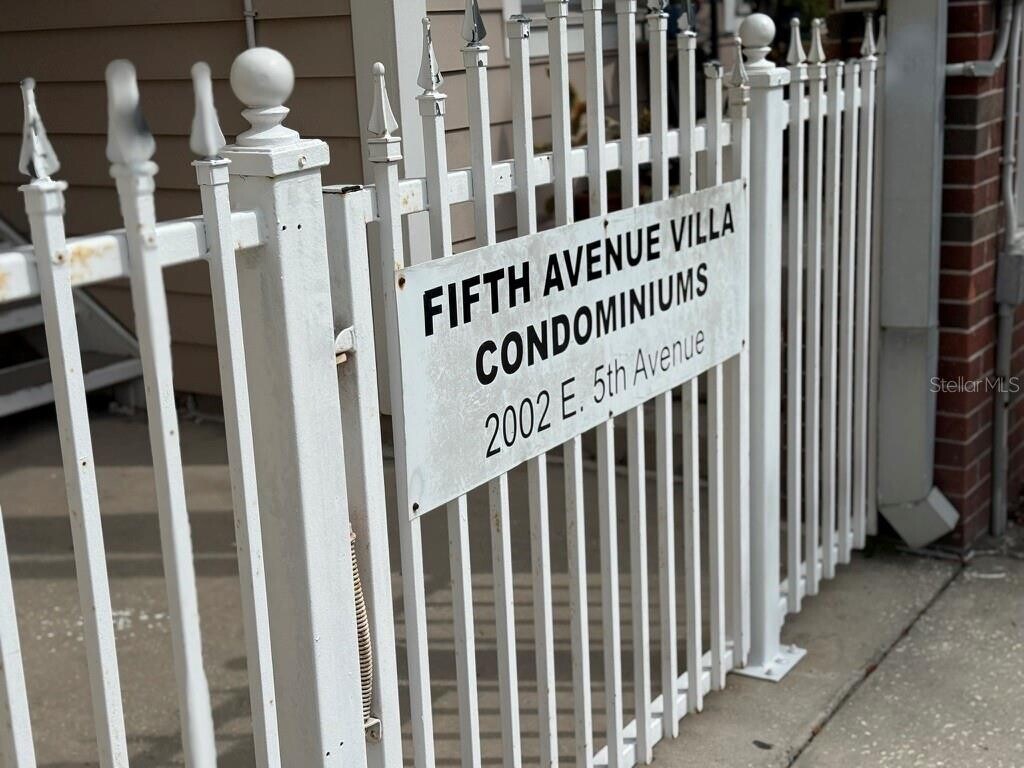 FIFTH AVENUE VILLA
CONDOMINIUMS
2002 E. 5th Avenue
Stellar MLS